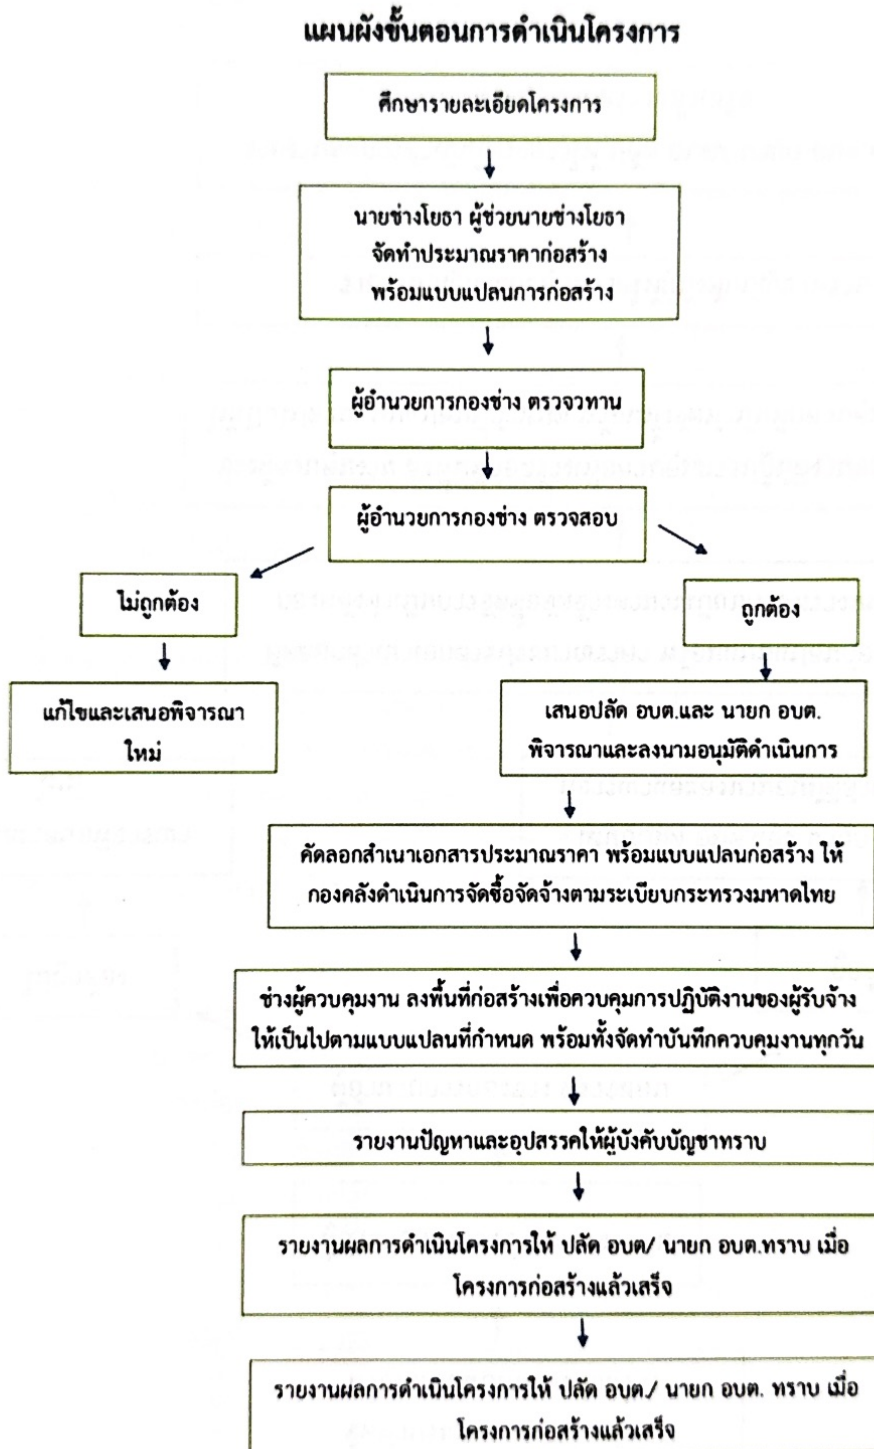 แผนผังขั้นตอนการดำเนินโครงการ
ศึกษารายละเอียดโครงการ
นายช่างโยธา ผู้ช่วยนายช่างโยธา
จัดทำประมาณราคาก่อสร้าง
พร้อมแบบแปลนการก่อสร้าง
ผู้อำนวยการกองช่าง ตรวจวทาน
ผู้อำนวยการกองช่าง ตรวจสอบ
ไม่ถูกต้อง
ถูกต้อง
แก้ไขและเสนอพิจารณา
ใหม่
เสนอปลัด อบต.และ นายก อบต.
พิจารณาและลงนามอนุมัติดำเนินการ
คัดลอกสำเนาเอกสารประมาณราคา พร้อมแบบแปลนก่อสร้าง ให้
กองคลังดำเนินการจัดซื้อจัดจ้างตามระเบียบกระทรวงมหาดไทย
ช่างผู้ควบคุมงาน ลงพื้นที่ก่อสร้างเพื่อควบคุมการปฏิบัติงานของผู้รับจ้าง
ให้เป็นไปตามแบบแปลนที่กำหนด พร้อมทั้งจัดทำบันทึกควบคุมงานทุกวัน
รายงานปัญหาและอุปสรรคให้ผู้บังคับบัญชาทราบ
รายงานผลการดำเนินโครงการให้ ปลัด อบต/ นายก อบต.ทราบ เมื่อ
โครงการก่อสร้างแล้วเสร็จ
รายงานผลการดำเนินโครงการให้ ปลัด อบต./ นายก อบต. ทราบ เมื่อ
โครงการก่อสร้างแล้วเสร็จ